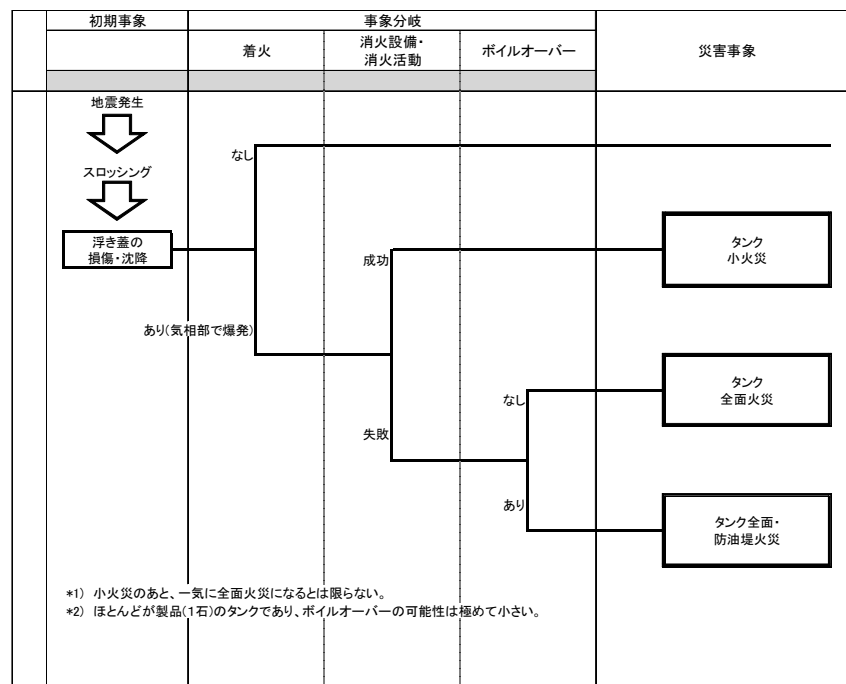 初期事象
事象分岐
災害事象
着火
消火設備・
消火活動
ボイルオーバー
地震発生
スロッシング
浮き蓋の
損傷・沈降
なし
あり(気相部で爆発)
成功
失敗
なし
あり
タンク
小火災
タンク
全面火災
タンク全面・
防油堤火災
*1) 小火災のあと、一気に全面火災になるとは限らない。
*2) ほとんどが製品(1石)のタンクであり、ボイルオーバーの可能性は極めて小さい。